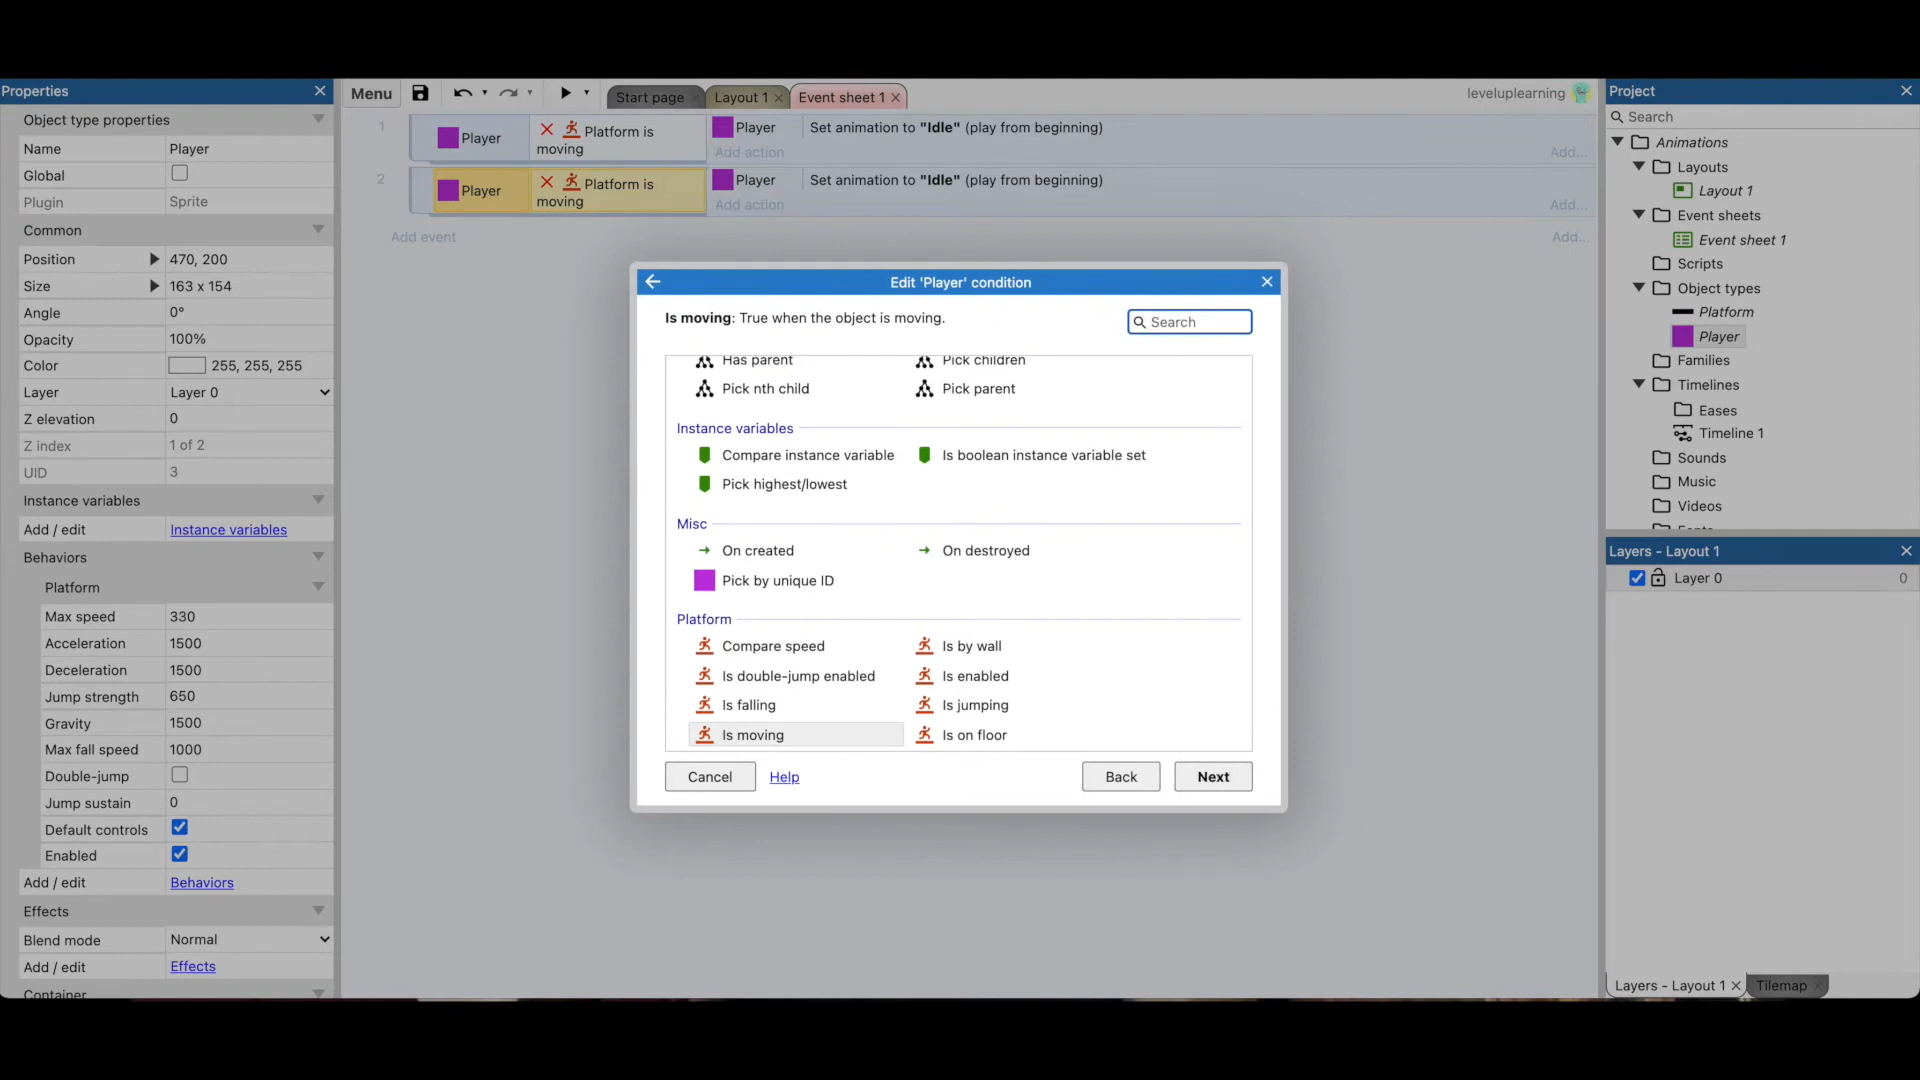 Properties
Object type properties
Name Player
Global
Plugin Sprite
Common
Position 470, 200
Size 163 x 154
Angle 0°
Opacity 100%
Color 255, 255, 255
Layer Layer 0
Z elevation 0
Z index 1 of 2
UID 3
Instance variables
Add / edit Instance variables
Behaviors
Platform
Max speed 330
Acceleration 1500
Deceleration 1500
Jump strength 650
Gravity 1500
Max fall speed 1000
Double-jump
Jump sustain 0
Default controls
Enabled
Add / edit Behaviors
Effects
Blend mode Normal
Add / edit Effects
Container
Menu
Start page
Layout 1
Event sheet 1
leveluplearning
1 Player Platform is moving Player Set animation to "Idle" (play from beginning)
Add action Add...
2 Player Platform is moving Player Set animation to "Idle" (play from beginning)
Add action Add...
Add event Add...
Edit 'Player' condition
Is moving: True when the object is moving.
Search
Has parent Pick children
Pick nth child Pick parent
Instance variables
Compare instance variable Is boolean instance variable set
Pick highest/lowest
Misc
On created On destroyed
Pick by unique ID
Platform
Compare speed Is by wall
Is double-jump enabled Is enabled
Is falling Is jumping
Is moving Is on floor
Cancel Help Back Next
Project
Search
Animations
Layouts
Layout 1
Event sheets
Event sheet 1
Scripts
Object types
Platform
Player
Families
Timelines
Eases
Timeline 1
Sounds
Music
Videos
Layers - Layout 1
Layer 0 0
Layers - Layout 1 Tilemap